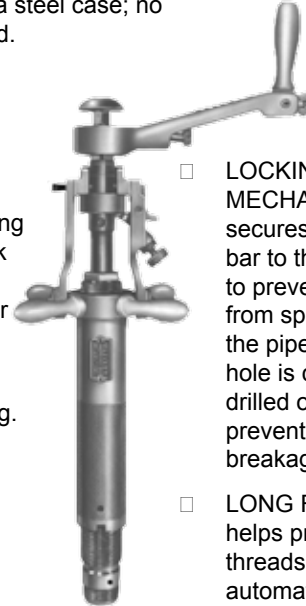 a steel case; no
d.
ng
k
r
g.
LOCKIN
MECHA
secures
bar to th
to preve
from sp
the pipe
hole is c
drilled o
prevent
breakag
LONG F
helps pr
threads
automa